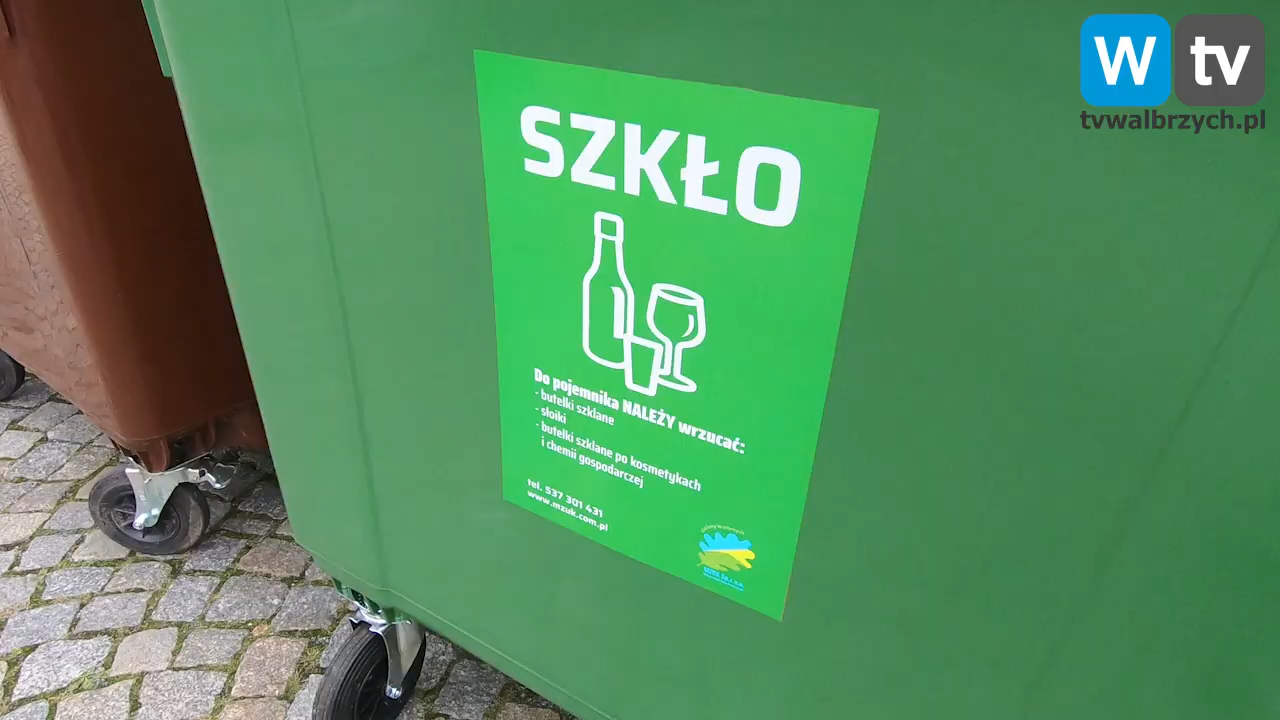 W tv
tvwalbrzych.pl
SZKŁO
Do pojemnika NALEŻY wrzucać:
- butelki szklane
- słoiki
- butelki szklane po kosmetykach
i chemii gospodarczej
tel. 537 301 431
www.mzuk.com.pl